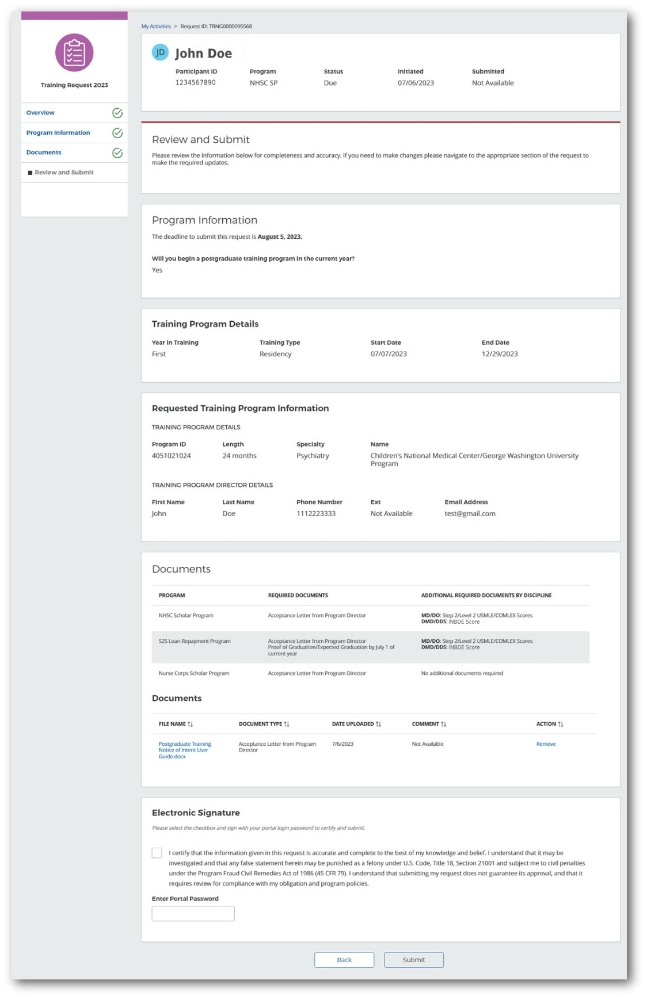 My Activities > Request ID: TRNG0000095568
Training Request 2023
Overview
Program Information
Documents
Review and Submit
JD John Doe
Participant ID Program Status Initiated Submitted
1234567890 NHSC SP Due 07/06/2023 Not Available
Review and Submit
Please review the information below for completeness and accuracy. If you need to make changes please navigate to the appropriate section of the request to
make the required updates.
Program Information
The deadline to submit this request is August 5, 2023.
Will you begin a postgraduate training program in the current year?
Yes
Training Program Details
Year in Training Training Type Start Date End Date
First Residency 07/07/2023 12/29/2023
Requested Training Program Information
TRAINING PROGRAM DETAILS
Program ID Length Specialty Name
4051021024 24 months Psychiatry Children's National Medical Center/George Washington University
Program
TRAINING PROGRAM DIRECTOR DETAILS
First Name Last Name Phone Number Ext Email Address
John Doe 1112223333 Not Available test@gmail.com
Documents
PROGRAM REQUIRED DOCUMENTS ADDITIONAL REQUIRED DOCUMENTS BY DISCIPLINE
NHSC Scholar Program Acceptance Letter from Program Director MD/DO: Step 2/Level 2 USMLE/COMLEX Scores
DMD/DDS: INBDE Score
S2S Loan Repayment Program Acceptance Letter from Program Director MD/DO: Step 2/Level 2 USMLE/COMLEX Scores
Proof of Graduation/Expected Graduation by July 1 of DMD/DDS: INBDE Score
current year
Nurse Corps Scholar Program Acceptance Letter from Program Director No additional documents required
Documents
FILE NAME ↑↓ DOCUMENT TYPE ↑↓ DATE UPLOADED ↑↓ COMMENT ↑↓ ACTION ↑↓
Postgraduate Training Acceptance Letter from Program 7/6/2023 Not Available Remove
Notice of Intent User Director
Guide.docx
Electronic Signature
Please select the checkbox and sign with your portal login password to certify and submit.
I certify that the information given in this request is accurate and complete to the best of my knowledge and belief. I understand that it may be
investigated and that any false statement herein may be punished as a felony under U.S. Code, Title 18, Section 21001 and subject me to civil penalties
under the Program Fraud Civil Remedies Act of 1986 (45 CFR 79). I understand that submitting my request does not guarantee its approval, and that it
requires review for compliance with my obligation and program policies.
Enter Portal Password
Back Submit